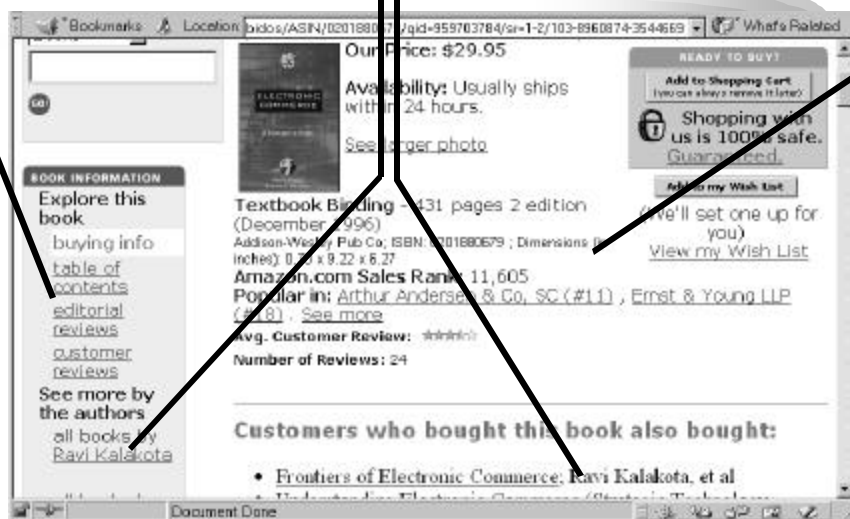 Bookmarks Location: bidos/ASIN/0201880679/qid=959703784/sr=1-2/103-8960874-3544669 What's Related
GO!
BOOK INFORMATION
Explore this
book
buying info
table of
contents
editorial
reviews
customer
reviews
See more by
the authors
all books by
Ravi Kalakota
ELECTRONIC
COMMERCE
Our Price: $29.95
Availability: Usually ships
within 24 hours.
See larger photo
Textbook Binding - 431 pages 2 edition
(December 1996)
Addison-Wesley Pub Co; ISBN: 0201880679 ; Dimensions (in
inches): x 9.22 x 6.27
Amazon.com Sales Rank: 11,605
Popular in: Arthur Andersen & Co, SC (#11) , Ernst & Young LLP
(#18) . See more
Avg. Customer Review:
Number of Reviews: 24
READY TO BUY?
Add to Shopping Cart
(you can always remove it later)
Shopping with
us is 100% safe.
Guaranteed.
Add to my Wish List
(We'll set one up for
you)
View my Wish List
Customers who bought this book also bought:
• Frontiers of Electronic Commerce; Ravi Kalakota, et al
Document Done